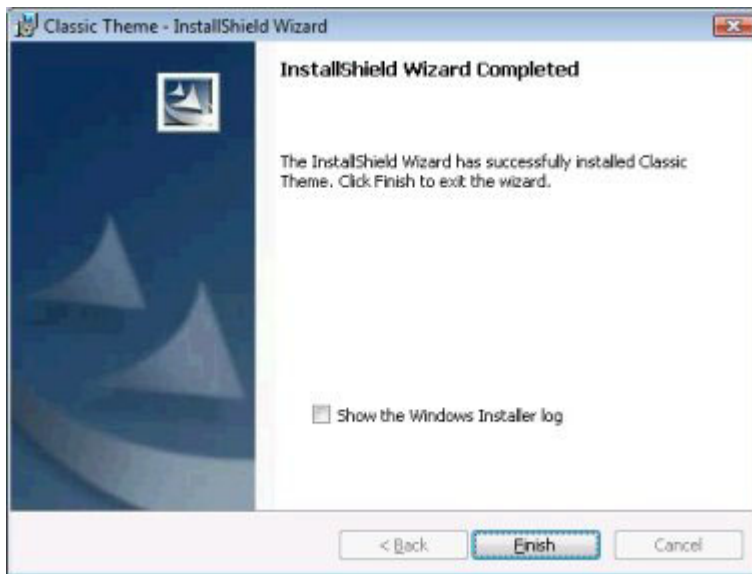 Classic Theme - InstallShield Wizard
InstallShield Wizard Completed
The InstallShield Wizard has successfully installed Classic
Theme. Click Finish to exit the wizard.
Show the Windows Installer log
< Back Finish Cancel